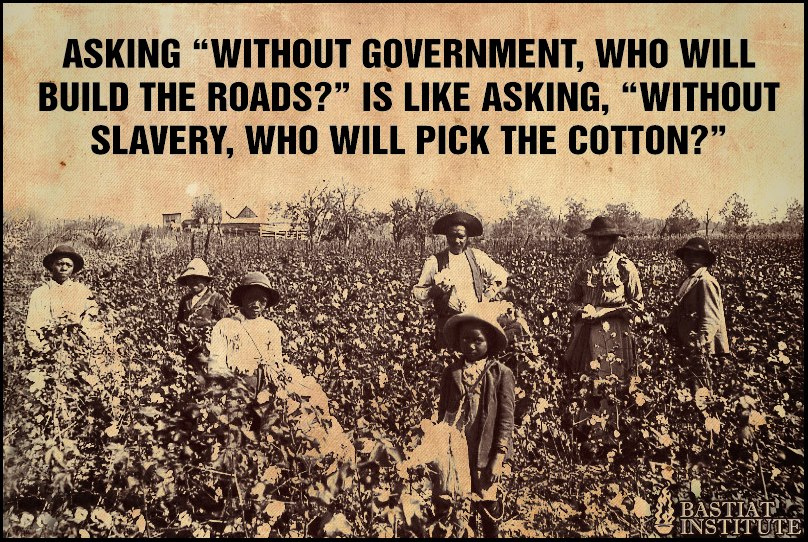 ASKING “WITHOUT GOVERNMENT, WHO WILL
BUILD THE ROADS?” IS LIKE ASKING, “WITHOUT
SLAVERY, WHO WILL PICK THE COTTON?”
BASTIAT
INSTITUTE